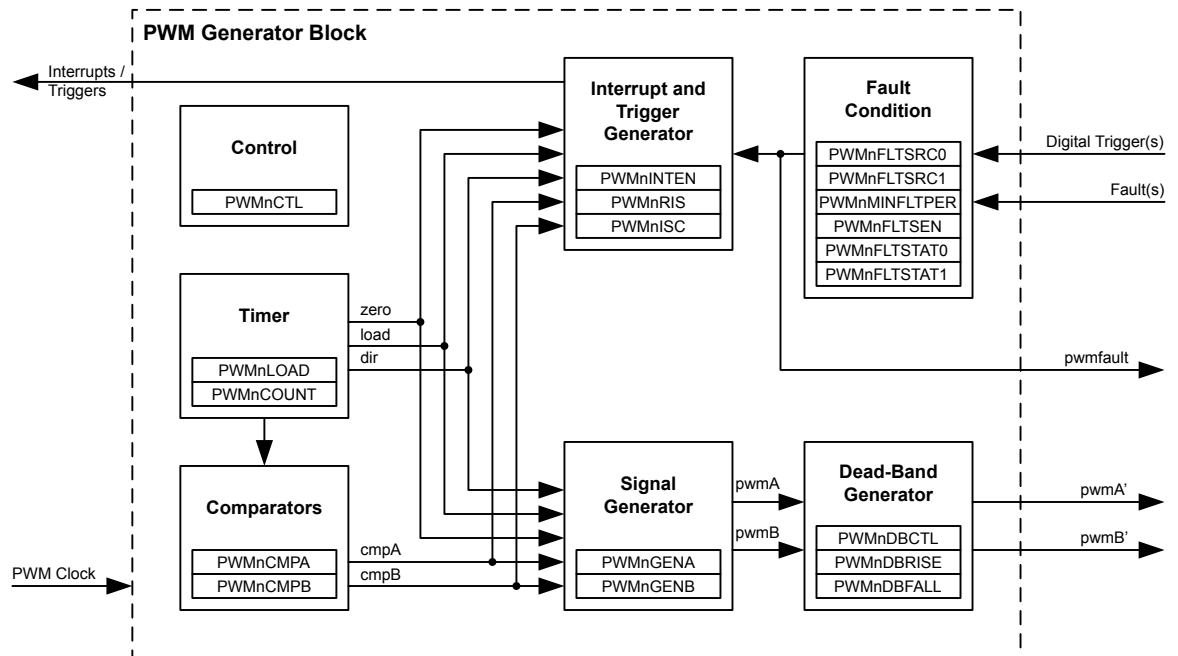 PWM Generator Block
Interrupts /
Triggers
Control
PWMnCTL
Timer
PWMnLOAD
PWMnCOUNT
zero
load
dir
Comparators
PWMnCMPA
PWMnCMPB
cmpA
cmpB
PWM Clock
Interrupt and
Trigger
Generator
PWMnINTEN
PWMnRIS
PWMnISC
Fault
Condition
PWMnFLTSRC0
PWMnFLTSRC1
PWMnMINFLTPER
PWMnFLTSEN
PWMnFLTSTAT0
PWMnFLTSTAT1
Digital Trigger(s)
Fault(s)
pwmfault
Signal
Generator
PWMnGENA
PWMnGENB
pwmA
pwmB
Dead-Band
Generator
PWMnDBCTL
PWMnDBRISE
PWMnDBFALL
pwmA’
pwmB’